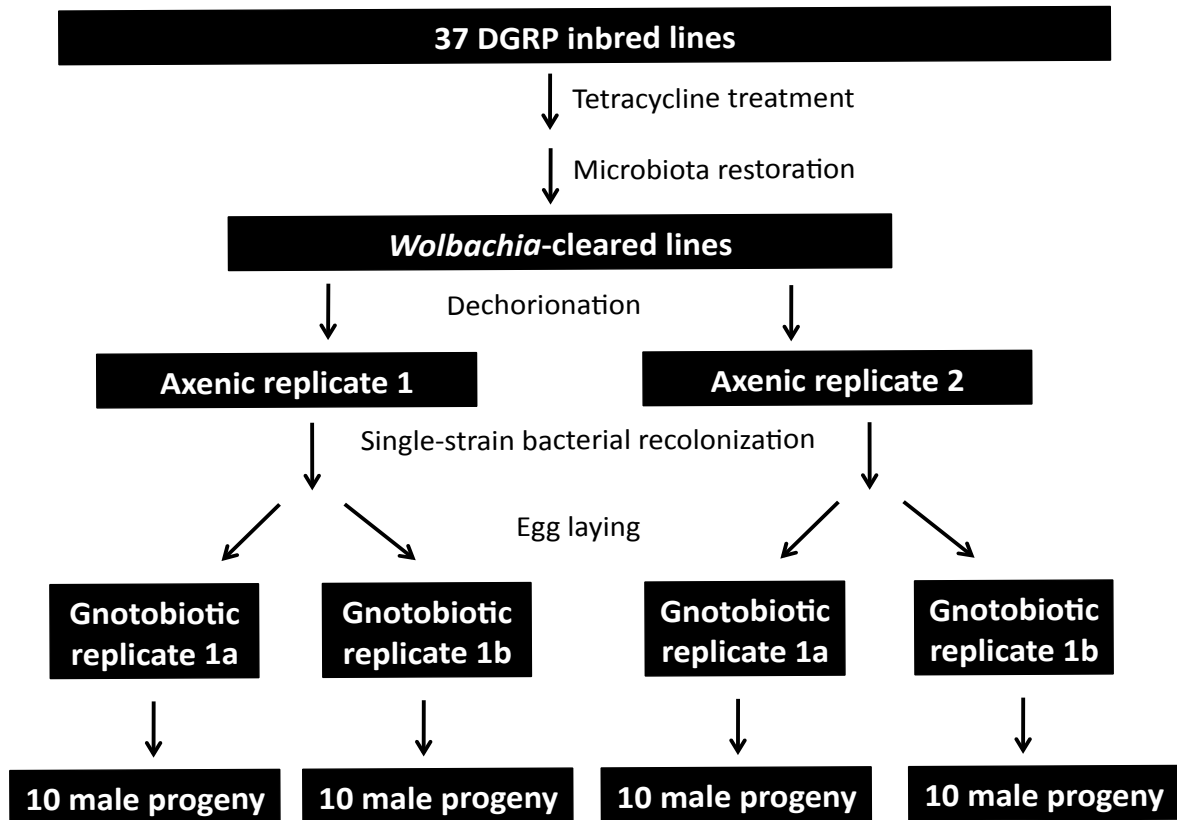 37 DGRP inbred lines
Tetracycline treatment
Microbiota restoration
Wolbachia-cleared lines
Dechorionation
Axenic replicate 1
Axenic replicate 2
Single-strain bacterial recolonization
Egg laying
Gnotobiotic
replicate 1a
Gnotobiotic
replicate 1b
Gnotobiotic
replicate 1a
Gnotobiotic
replicate 1b
10 male progeny
10 male progeny
10 male progeny
10 male progeny